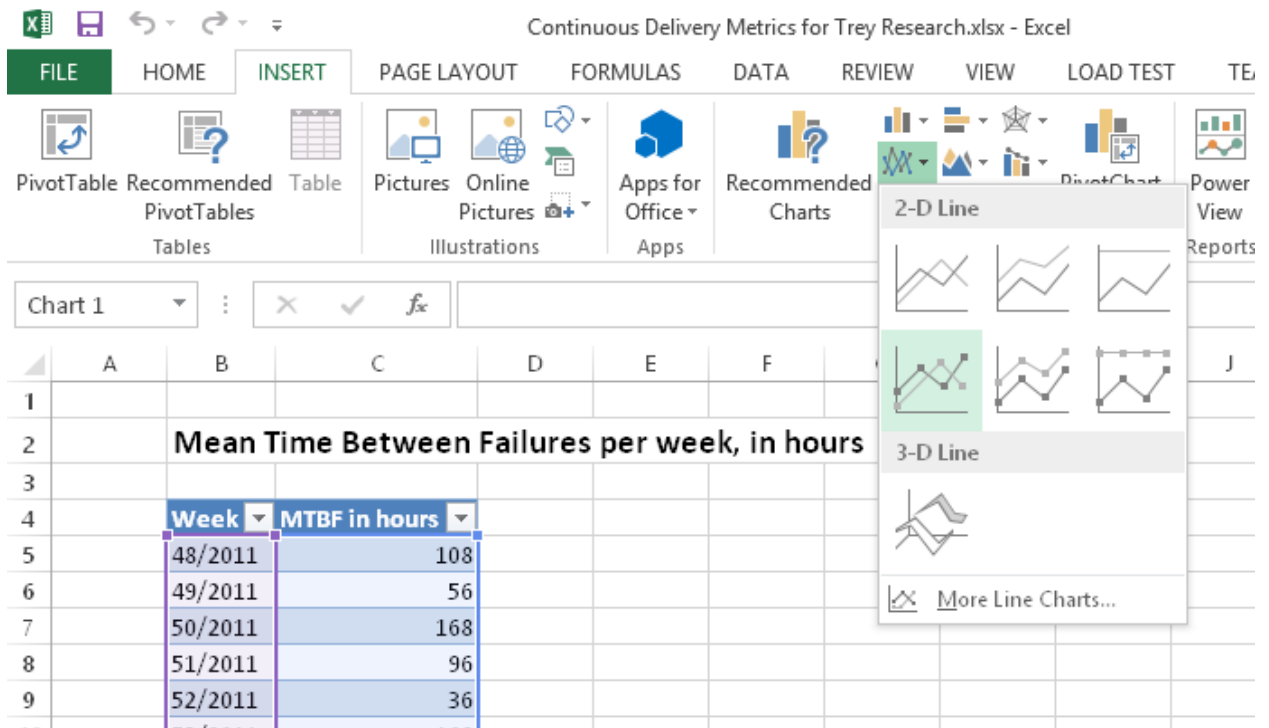 Continuous Delivery Metrics for Trey Research.xlsx - Excel
FILE HOME INSERT PAGE LAYOUT FORMULAS DATA REVIEW VIEW LOAD TEST
PivotTable Recommended PivotTables Table
Tables
Pictures Online Pictures
Illustrations
Apps for Office
Apps
Recommended Charts
PivotChart
Power View
Reports
2-D Line
3-D Line
More Line Charts...
Chart 1 fx
A B C D E F J
1
2 Mean Time Between Failures per week, in hours
3
4 Week MTBF in hours
5 48/2011 108
6 49/2011 56
7 50/2011 168
8 51/2011 96
9 52/2011 36